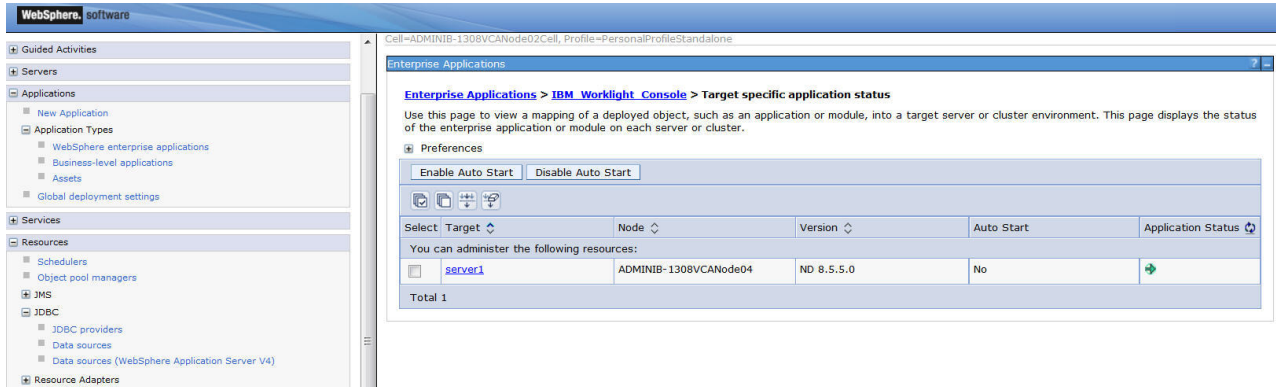 WebSphere. software
Guided Activities
Servers
Applications
New Application
Application Types
WebSphere enterprise applications
Business-level applications
Assets
Global deployment settings
Services
Resources
Schedulers
Object pool managers
JMS
JDBC
JDBC providers
Data sources
Data sources (WebSphere Application Server V4)
Resource Adapters
Cell=ADMINIB-1308VCANode02Cell, Profile=PersonalProfileStandalone
Enterprise Applications ? -
Enterprise Applications > IBM_Worklight_Console > Target specific application status
Use this page to view a mapping of a deployed object, such as an application or module, into a target server or cluster environment. This page displays the status
of the enterprise application or module on each server or cluster.
Preferences
Enable Auto Start Disable Auto Start
Select Target Node Version Auto Start Application Status
You can administer the following resources:
server1 ADMINIB-1308VCANode04 ND 8.5.5.0 No
Total 1